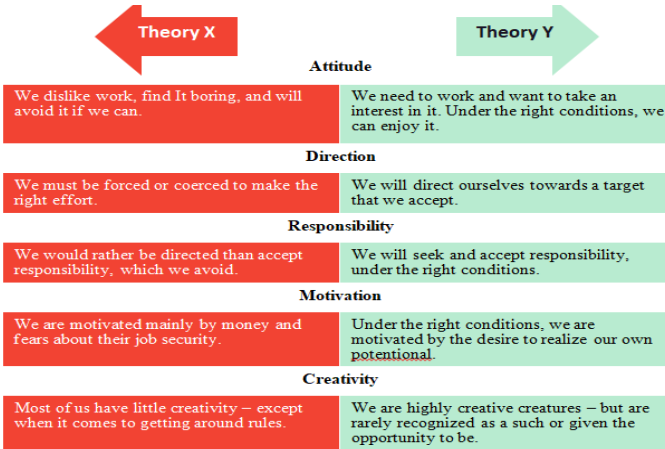 Theory X
Theory Y
Attitude
We dislike work, find It boring, and will
avoid it if we can.
We need to work and want to take an
interest in it. Under the right conditions, we
can enjoy it.
Direction
We must be forced or coerced to make the
right effort.
We will direct ourselves towards a target
that we accept.
Responsibility
We would rather be directed than accept
responsibility, which we avoid.
We will seek and accept responsibility,
under the right conditions.
Motivation
We are motivated mainly by money and
fears about their job security.
Under the right conditions, we are
motivated by the desire to realize our own
potentional.
Creativity
Most of us have little creativity – except
when it comes to getting around rules.
We are highly creative creatures – but are
rarely recognized as a such or given the
opportunity to be.